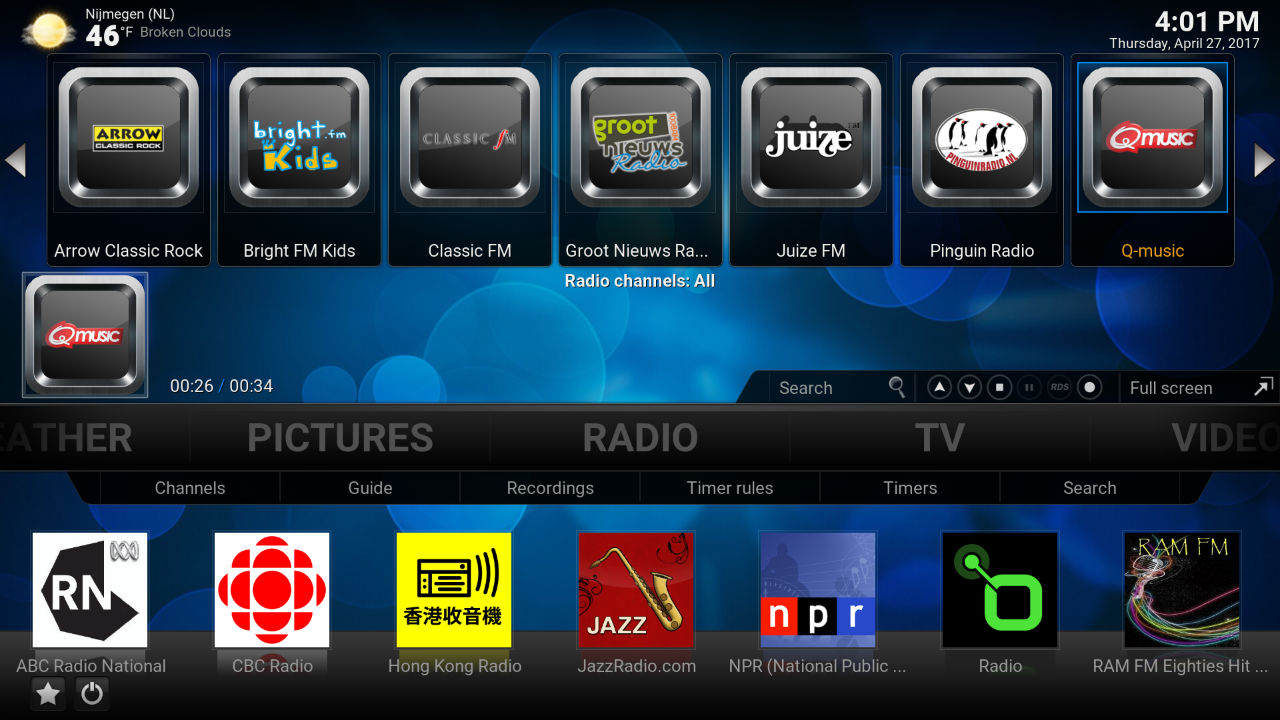 Nijmegen (NL)
46°F Broken Clouds
4:01 PM
Thursday, April 27, 2017
ARROW
CLASSIC ROCK
bright.fm
Kids
CLASSIC fM
groot
nieuws
Radio
juize
TM
PINGUINRADIO.NL
Qmusic
Arrow Classic Rock
Bright FM Kids
Classic FM
Groot Nieuws Ra...
Juize FM
Pinguin Radio
Q-music
Radio channels: All
Qmusic
00:26 / 00:34
Search
RDS
Full screen
EATHER
PICTURES
RADIO
TV
VIDEO
Channels
Guide
Recordings
Timer rules
Timers
Search
RN
香港收音機
JAZZ
n p r
RAM FM
ABC Radio National
CBC Radio
Hong Kong Radio
JazzRadio.com
NPR (National Public ...
Radio
RAM FM Eighties Hit ...